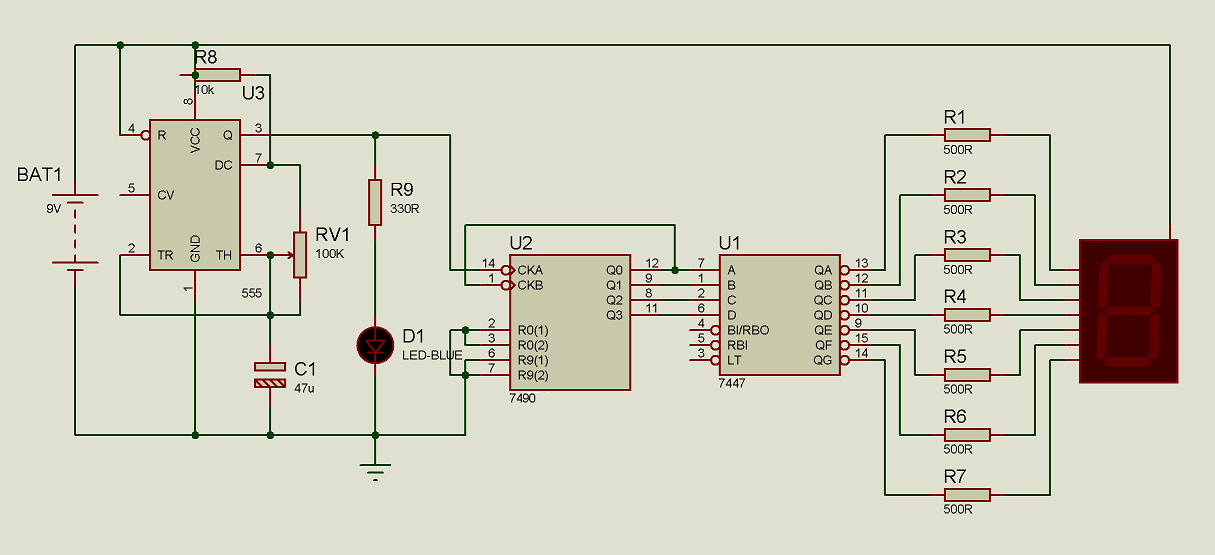 BAT1
9V
R8
10k
U3
4
R
8
VCC
Q
3
DC
7
5
CV
2
TR
GND
1
TH
6
555
RV1
100K
C1
47u
R9
330R
D1
LED-BLUE
U2
14
CKA
1
CKB
2
R0(1)
3
R0(2)
6
R9(1)
7
R9(2)
Q0
12
Q1
9
Q2
8
Q3
11
7490
U1
7
A
1
B
2
C
6
D
4
BI/RBO
5
RBI
3
LT
QA
13
QB
12
QC
11
QD
10
QE
9
QF
15
QG
14
7447
R1
500R
R2
500R
R3
500R
R4
500R
R5
500R
R6
500R
R7
500R